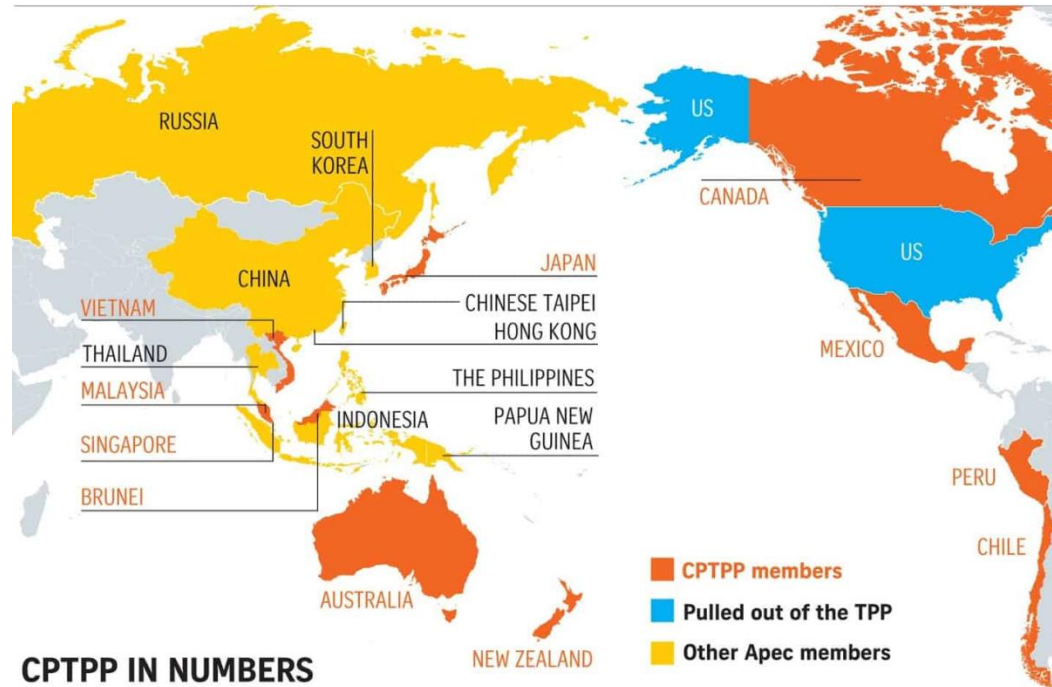 RUSSIA
SOUTH
KOREA
US
CANADA
CHINA
JAPAN
US
VIETNAM
CHINESE TAIPEI
HONG KONG
THAILAND
MEXICO
MALAYSIA
THE PHILIPPINES
INDONESIA
PAPUA NEW
GUINEA
SINGAPORE
PERU
BRUNEI
CHILE
AUSTRALIA
NEW ZEALAND
CPTPP members
Pulled out of the TPP
Other Apec members
CPTPP IN NUMBERS